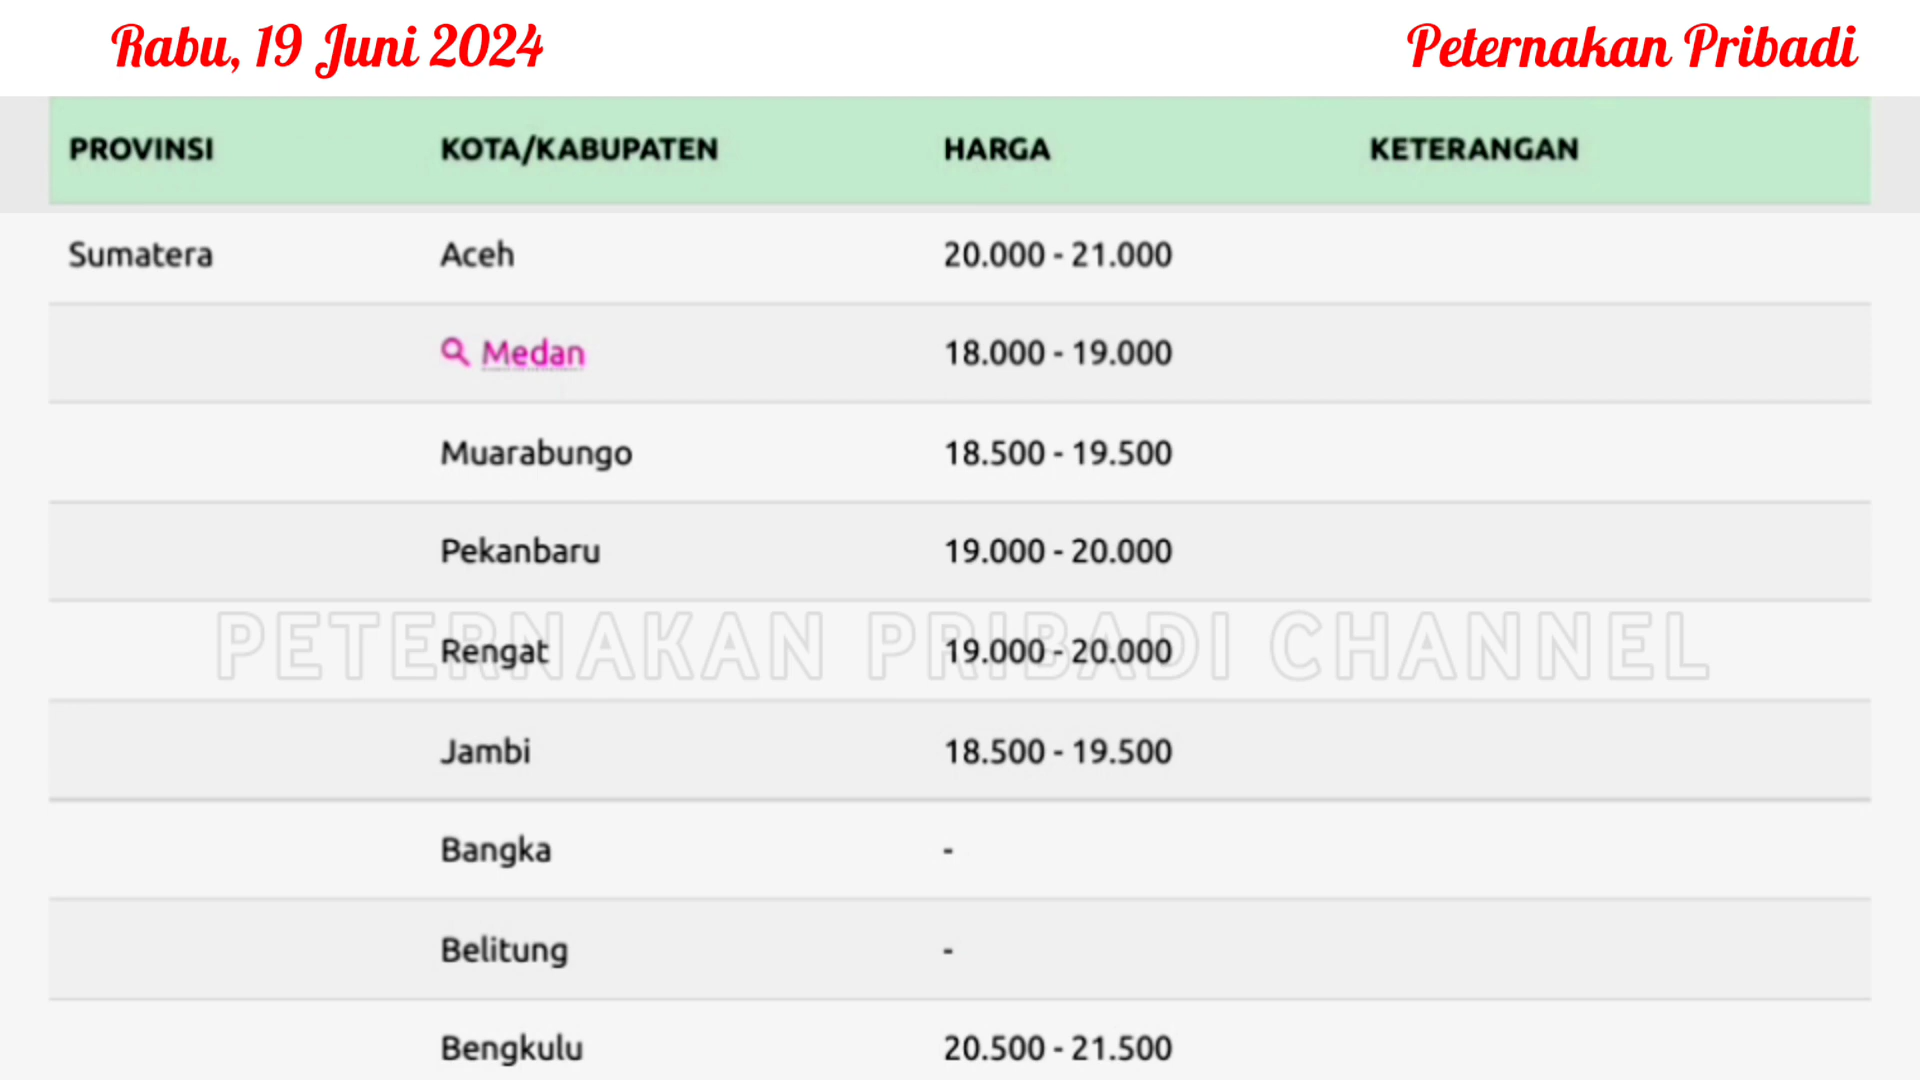 Rabu, 19 Juni 2024 Peternakan Pribadi
PROVINSI KOTA/KABUPATEN HARGA KETERANGAN
Sumatera Aceh 20.000 - 21.000
Medan 18.000 - 19.000
Muarabungo 18.500 - 19.500
Pekanbaru 19.000 - 20.000
PETERNAKAN PRIBADI CHANNEL
Rengat 19.000 - 20.000
Jambi 18.500 - 19.500
Bangka -
Belitung -
Bengkulu 20.500 - 21.500